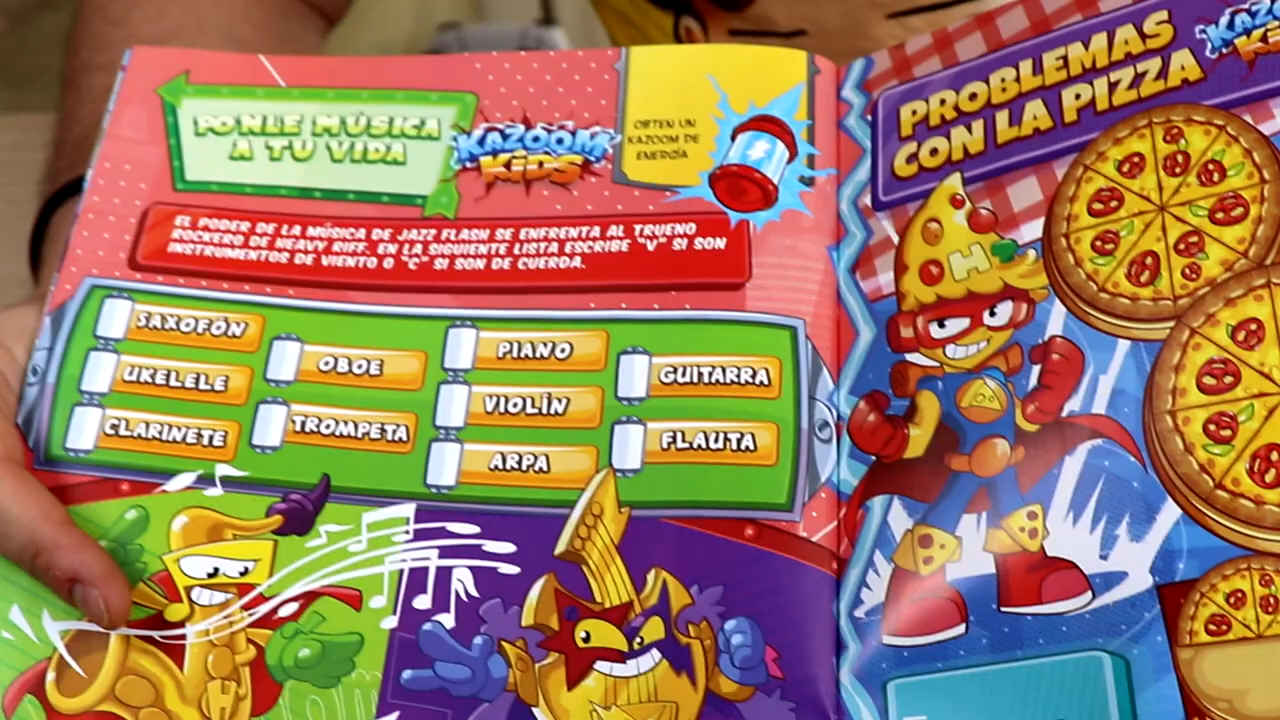 PONLE MÚSICA
A TU VIDA
KAZOOM
KIDS
OBTEN UN
KAZOOM DE
ENERGÍA
EL PODER DE LA MÚSICA DE JAZZ FLASH SE ENFRENTA AL TRUENO
ROCKERO DE HEAVY RIFF. EN LA SIGUIENTE LISTA ESCRIBE "V" SI SON
INSTRUMENTOS DE VIENTO O "C" SI SON DE CUERDA.
SAXOFÓN
UKELELE
CLARINETE
OBOE
TROMPETA
PIANO
VIOLÍN
ARPA
GUITARRA
FLAUTA
H
PROBLEMAS
CON LA PIZZA
H